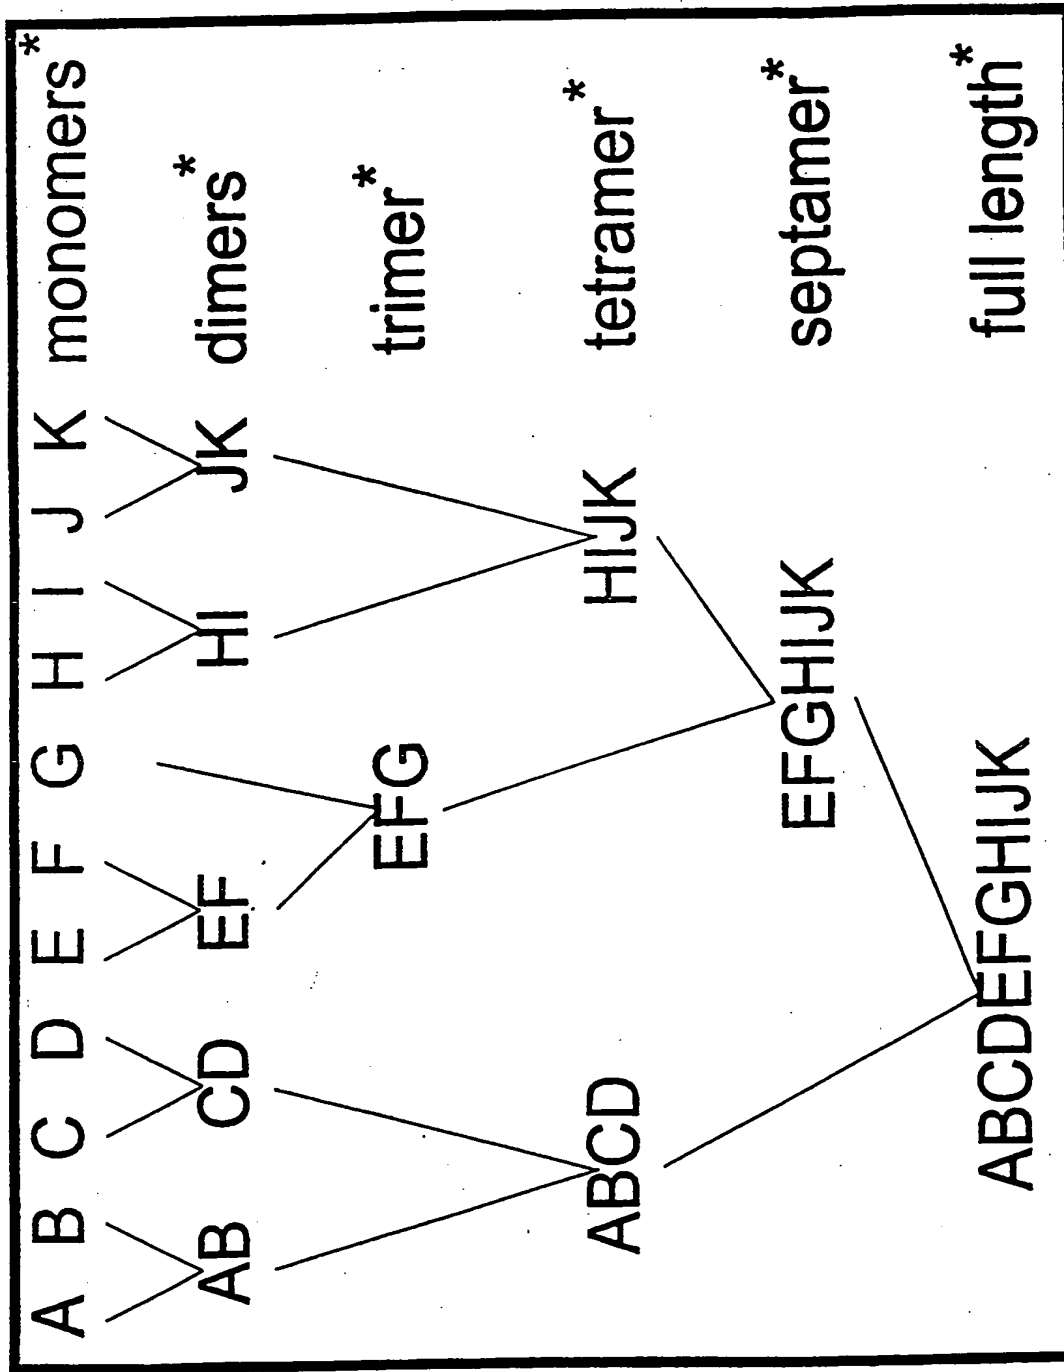 A B C D E F G H I J K monomers*
AB CD EF HI JK dimers*
EFG trimer*
ABCD HIJK tetramer*
EFGHIJK septamer*
ABCDEFGHIJK full length*